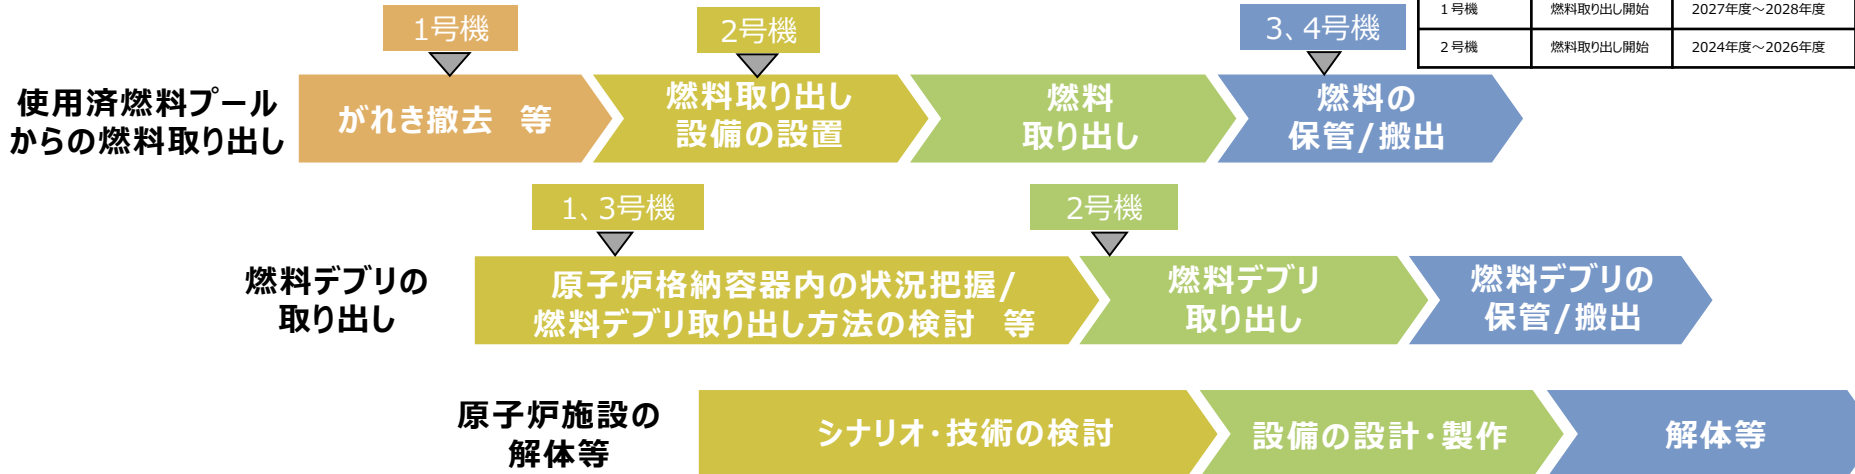 1号機 燃料取り出し開始 2027年度～2028年度
2号機 燃料取り出し開始 2024年度～2026年度
1号機
2号機
3、4号機
使用済燃料プール
からの燃料取り出し
がれき撤去 等
燃料取り出し
設備の設置
燃料
取り出し
燃料の
保管/搬出
1、3号機
2号機
燃料デブリの
取り出し
原子炉格納容器内の状況把握/
燃料デブリ取り出し方法の検討 等
燃料デブリ
取り出し
燃料デブリの
保管/搬出
原子炉施設の
解体等
シナリオ・技術の検討
設備の設計・製作
解体等